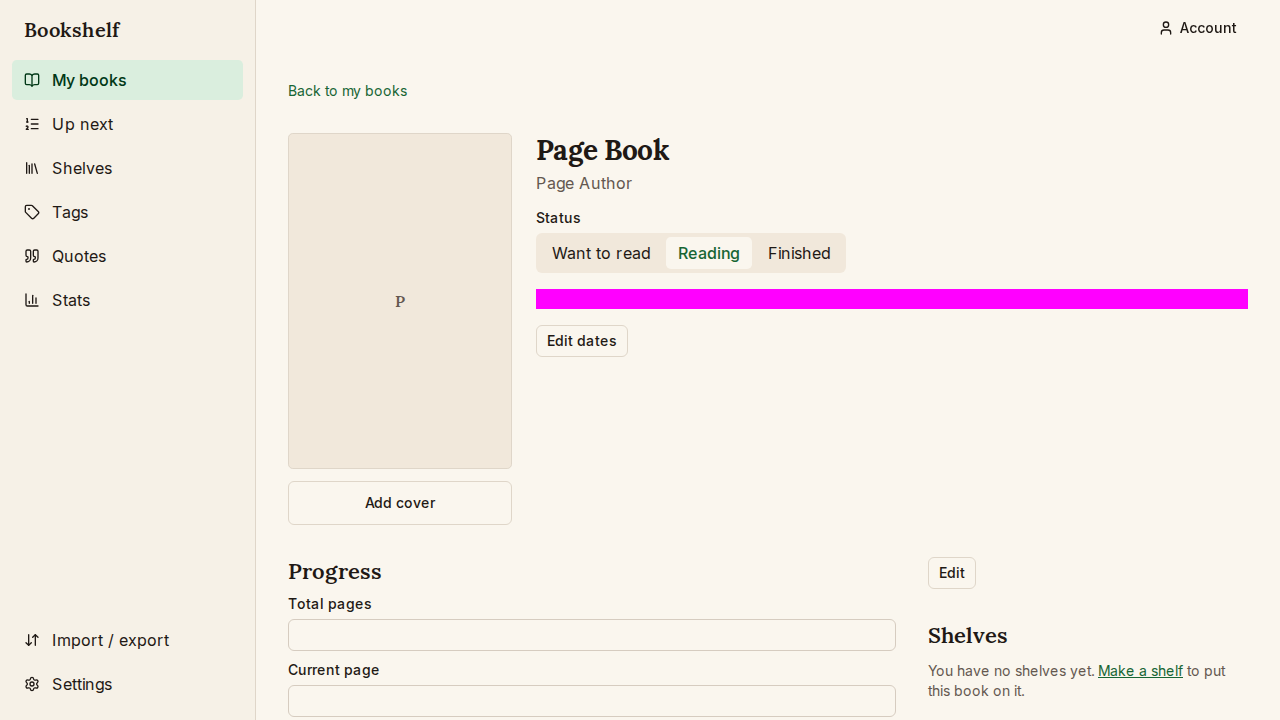 Bookshelf
Account
My books
Up next
Shelves
Tags
Quotes
Stats
Import / export
Settings
Back to my books
P
Add cover
Page Book
Page Author
Status
Want to read Reading Finished
Edit dates
Progress
Total pages
Current page
Edit
Shelves
You have no shelves yet. Make a shelf to put
this book on it.